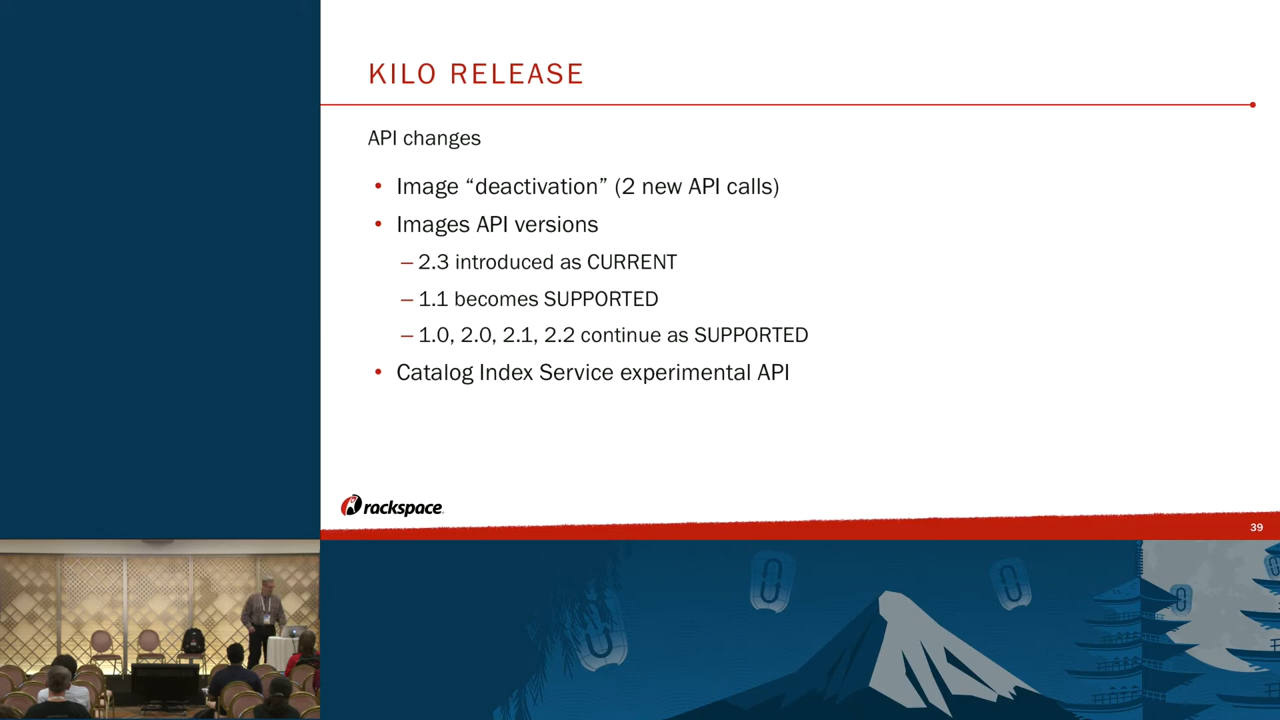 KILO RELEASE
API changes
• Image “deactivation” (2 new API calls)
• Images API versions
– 2.3 introduced as CURRENT
– 1.1 becomes SUPPORTED
– 1.0, 2.0, 2.1, 2.2 continue as SUPPORTED
• Catalog Index Service experimental API
rackspace
39